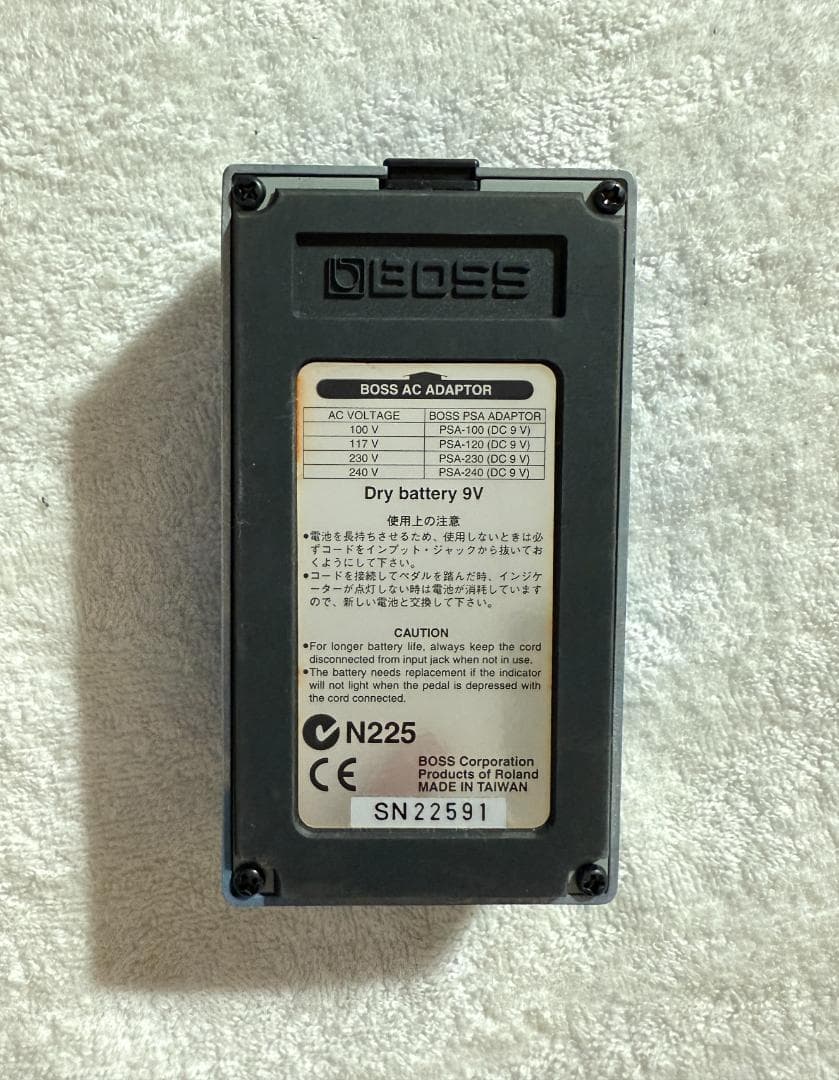 BOSS
BOSS AC ADAPTOR
AC VOLTAGE BOSS PSA ADAPTOR
100 V PSA-100 (DC 9 V)
117 V PSA-120 (DC 9 V)
230 V PSA-230 (DC 9 V)
240 V PSA-240 (DC 9 V)
Dry battery 9V
使用上の注意
●電池を長持ちさせるため、使用しないときは必
ずコードをインプット・ジャックから抜いてお
くようにして下さい。
●コードを接続してペダルを踏んだ時、インジケ
ーターが点灯しない時は電池が消耗しています
ので、新しい電池と交換して下さい。
CAUTION
●For longer battery life, always keep the cord
disconnected from input jack when not in use.
●The battery needs replacement if the indicator
will not light when the pedal is depressed with
the cord connected.
N225
CE
BOSS Corporation
Products of Roland
MADE IN TAIWAN
SN22591